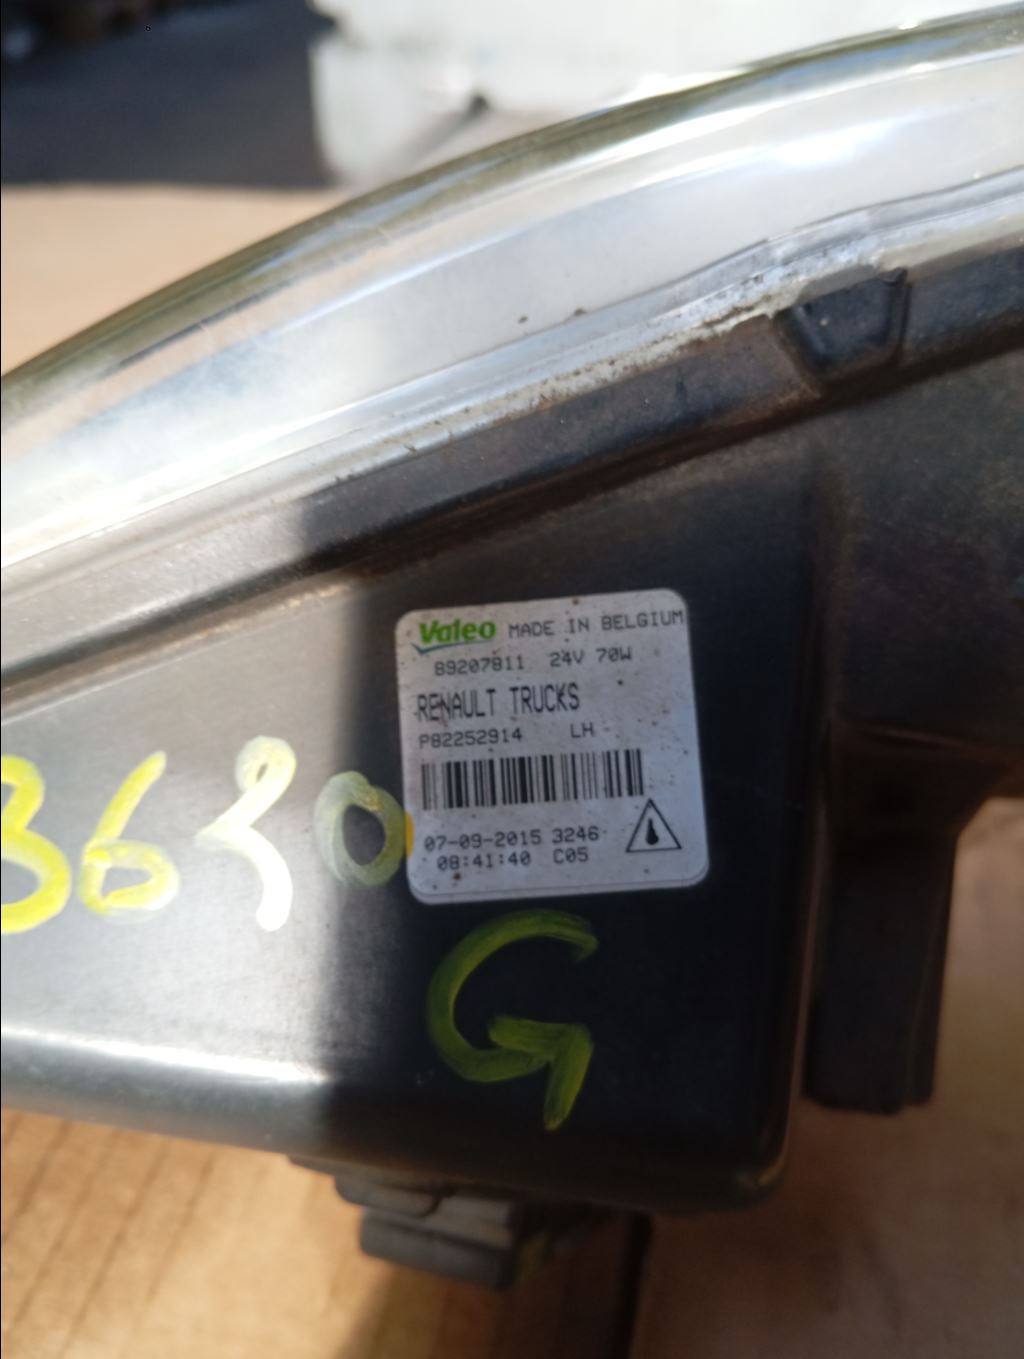 Valeo MADE IN BELGIUM
89207811 24V 70W
RENAULT TRUCKS
P82252914 LH
07-09-2015 3246
08:41:40 C05
G